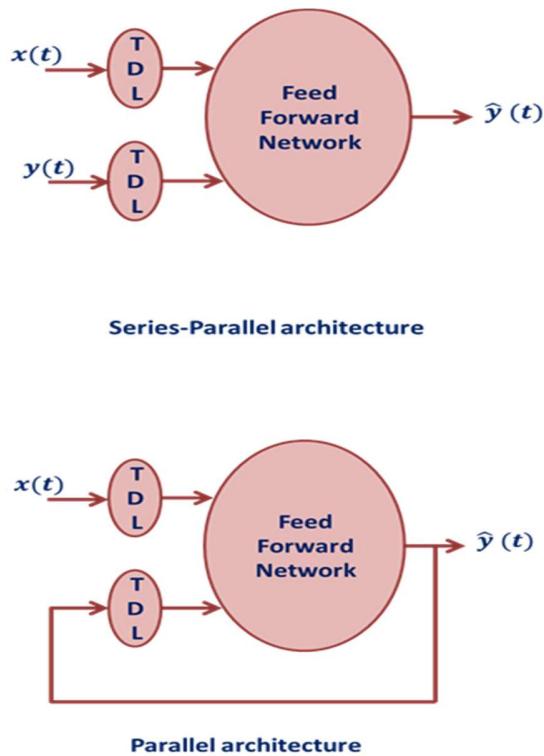 x(t)
T
D
L
y(t)
T
D
L
Feed
Forward
Network
ŷ (t)
Series-Parallel architecture
x(t)
T
D
L
T
D
L
Feed
Forward
Network
ŷ (t)
Parallel architecture